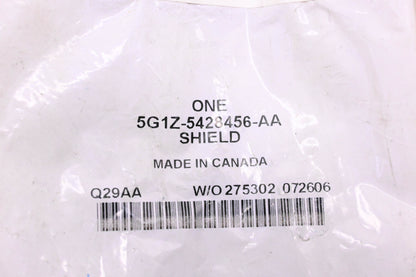 ONE
5G1Z-5428456-AA
SHIELD
MADE IN CANADA
Q29AA W/O 275302 072606